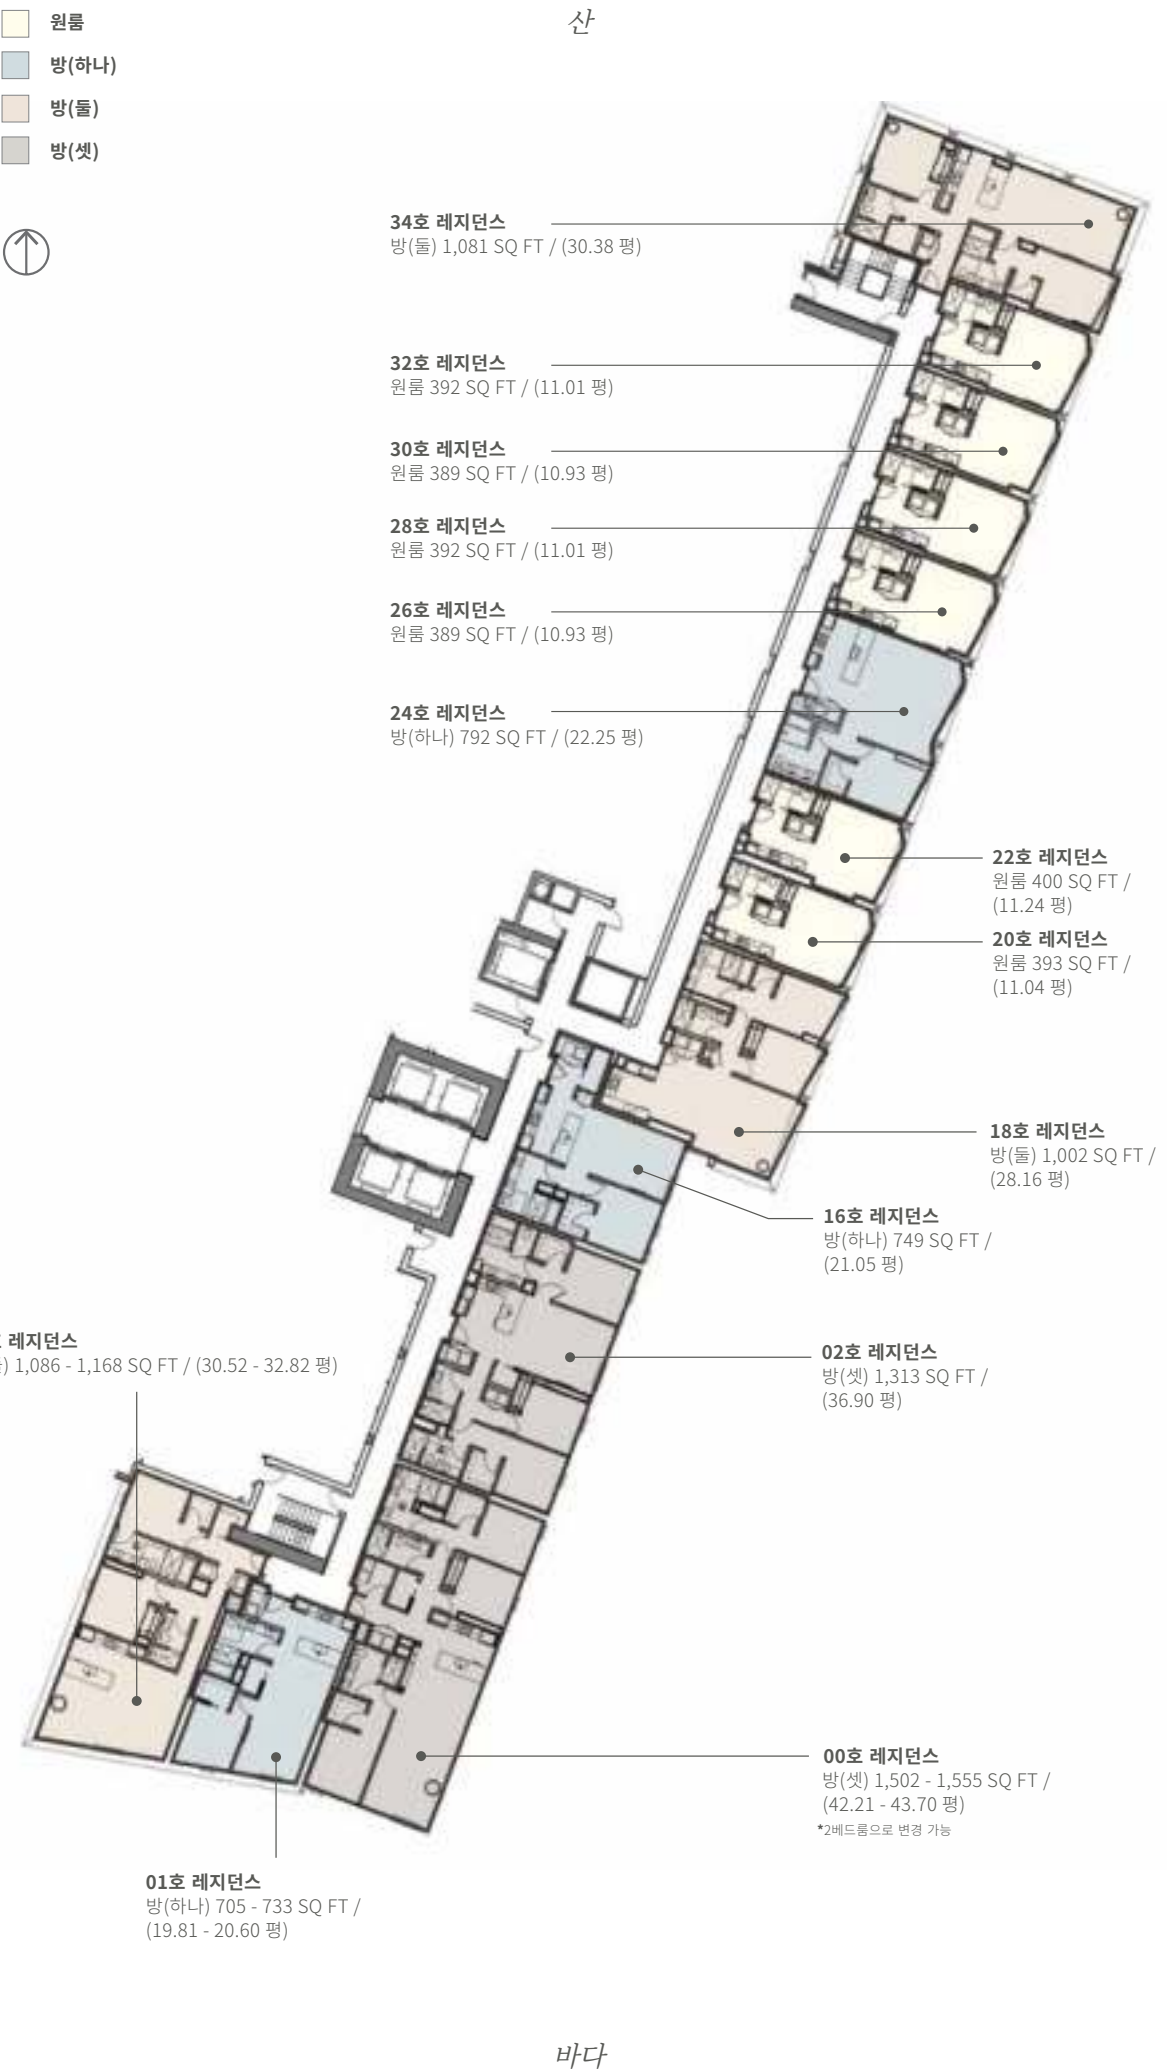 원룸
방(하나)
방(둘)
방(셋)
산
34호 레지던스
방(둘) 1,081 SQ FT / (30.38 평)
32호 레지던스
원룸 392 SQ FT / (11.01 평)
30호 레지던스
원룸 389 SQ FT / (10.93 평)
28호 레지던스
원룸 392 SQ FT / (11.01 평)
26호 레지던스
원룸 389 SQ FT / (10.93 평)
24호 레지던스
방(하나) 792 SQ FT / (22.25 평)
22호 레지던스
원룸 400 SQ FT /
(11.24 평)
20호 레지던스
원룸 393 SQ FT /
(11.04 평)
18호 레지던스
방(둘) 1,002 SQ FT /
(28.16 평)
16호 레지던스
방(하나) 749 SQ FT /
(21.05 평)
레지던스
) 1,086 - 1,168 SQ FT / (30.52 - 32.82 평)
02호 레지던스
방(셋) 1,313 SQ FT /
(36.90 평)
00호 레지던스
방(셋) 1,502 - 1,555 SQ FT /
(42.21 - 43.70 평)
*2베드룸으로 변경 가능
01호 레지던스
방(하나) 705 - 733 SQ FT /
(19.81 - 20.60 평)
바다